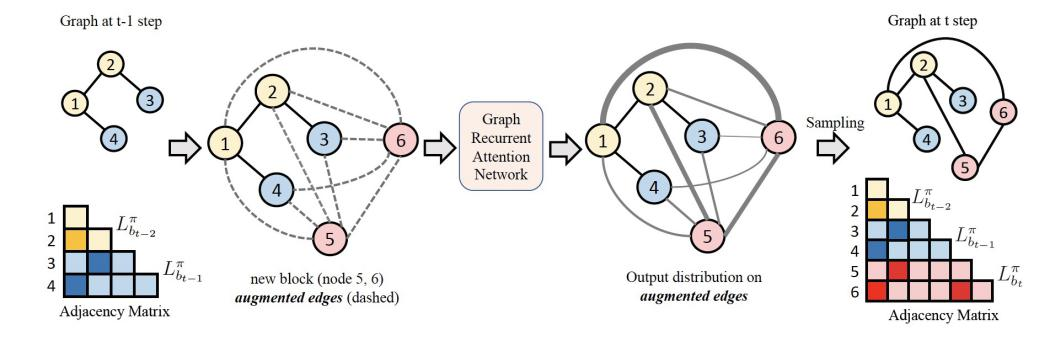 Graph at t-1 step
2
1
3
4
1
2
3
4
L^π_{b_{t-2}}
L^π_{b_{t-1}}
Adjacency Matrix
2
1
3
6
4
5
new block (node 5, 6)
augmented edges (dashed)
Graph
Recurrent
Attention
Network
2
1
3
6
4
5
Output distribution on
augmented edges
Sampling
Graph at t step
2
1
3
6
4
5
1
2
3
4
5
6
L^π_{b_{t-2}}
L^π_{b_{t-1}}
L^π_{b_t}
Adjacency Matrix